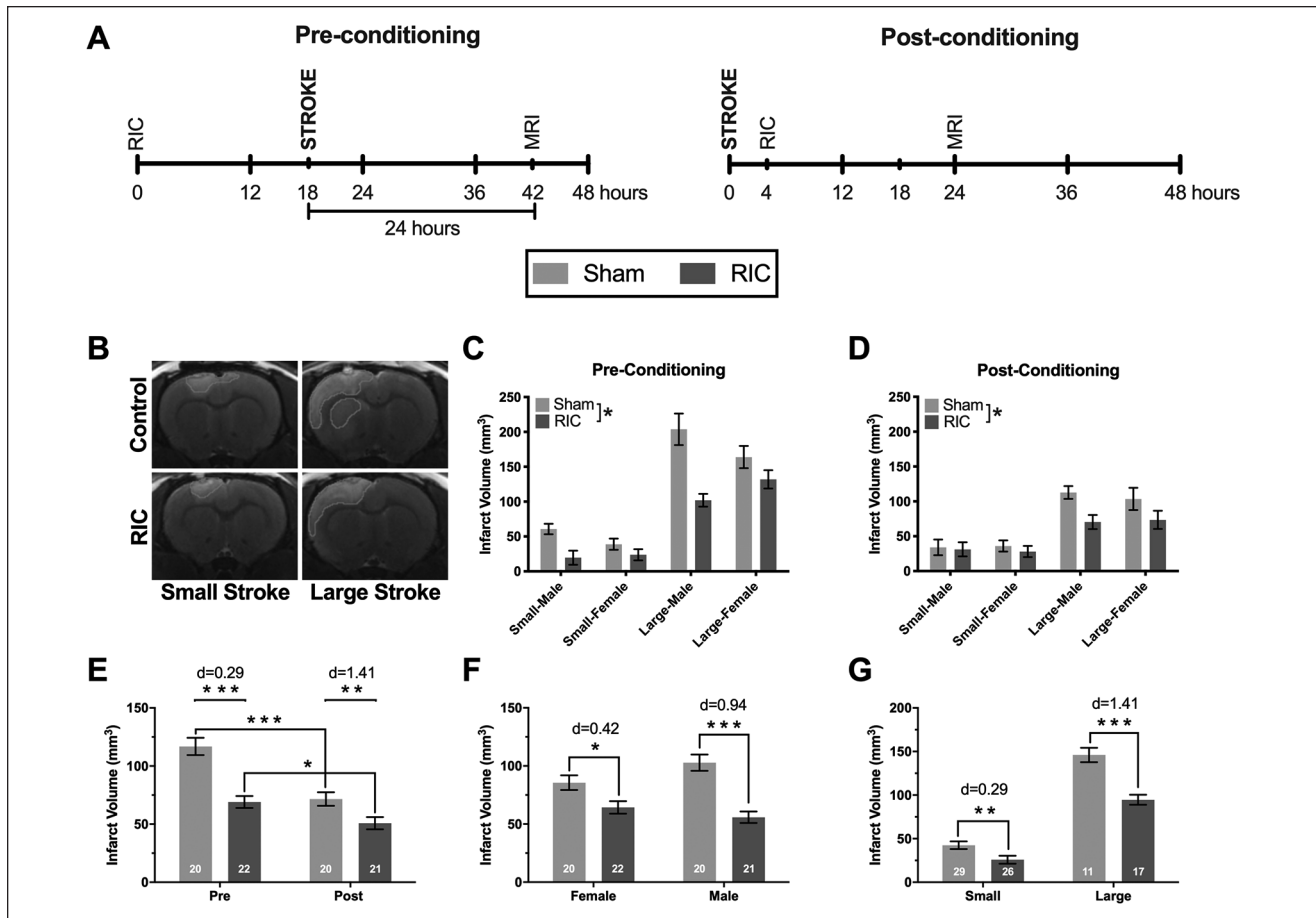 A
Pre-conditioning
Post-conditioning
RIC
STROKE
MRI
0 12 18 24 36 42 48 hours
24 hours
STROKE
RIC
MRI
0 4 12 18 24 36 48 hours
Sham RIC
B
Control
RIC
Small Stroke Large Stroke
C
Pre-Conditioning
Sham
RIC
*
Infarct Volume (mm³)
250
200
150
100
50
0
Small-Male
Small-Female
Large-Male
Large-Female
D
Post-Conditioning
Sham
RIC
*
Infarct Volume (mm³)
250
200
150
100
50
0
Small-Male
Small-Female
Large-Male
Large-Female
E
d=0.29 d=1.41
*** **
***
*
Infarct Volume (mm³)
150
100
50
0
20 22 20 21
Pre Post
F
d=0.94
***
d=0.42
*
Infarct Volume (mm³)
150
100
50
0
20 22 20 21
Female Male
G
d=1.41
***
d=0.29
**
Infarct Volume (mm³)
200
150
100
50
0
29 26 11 17
Small Large